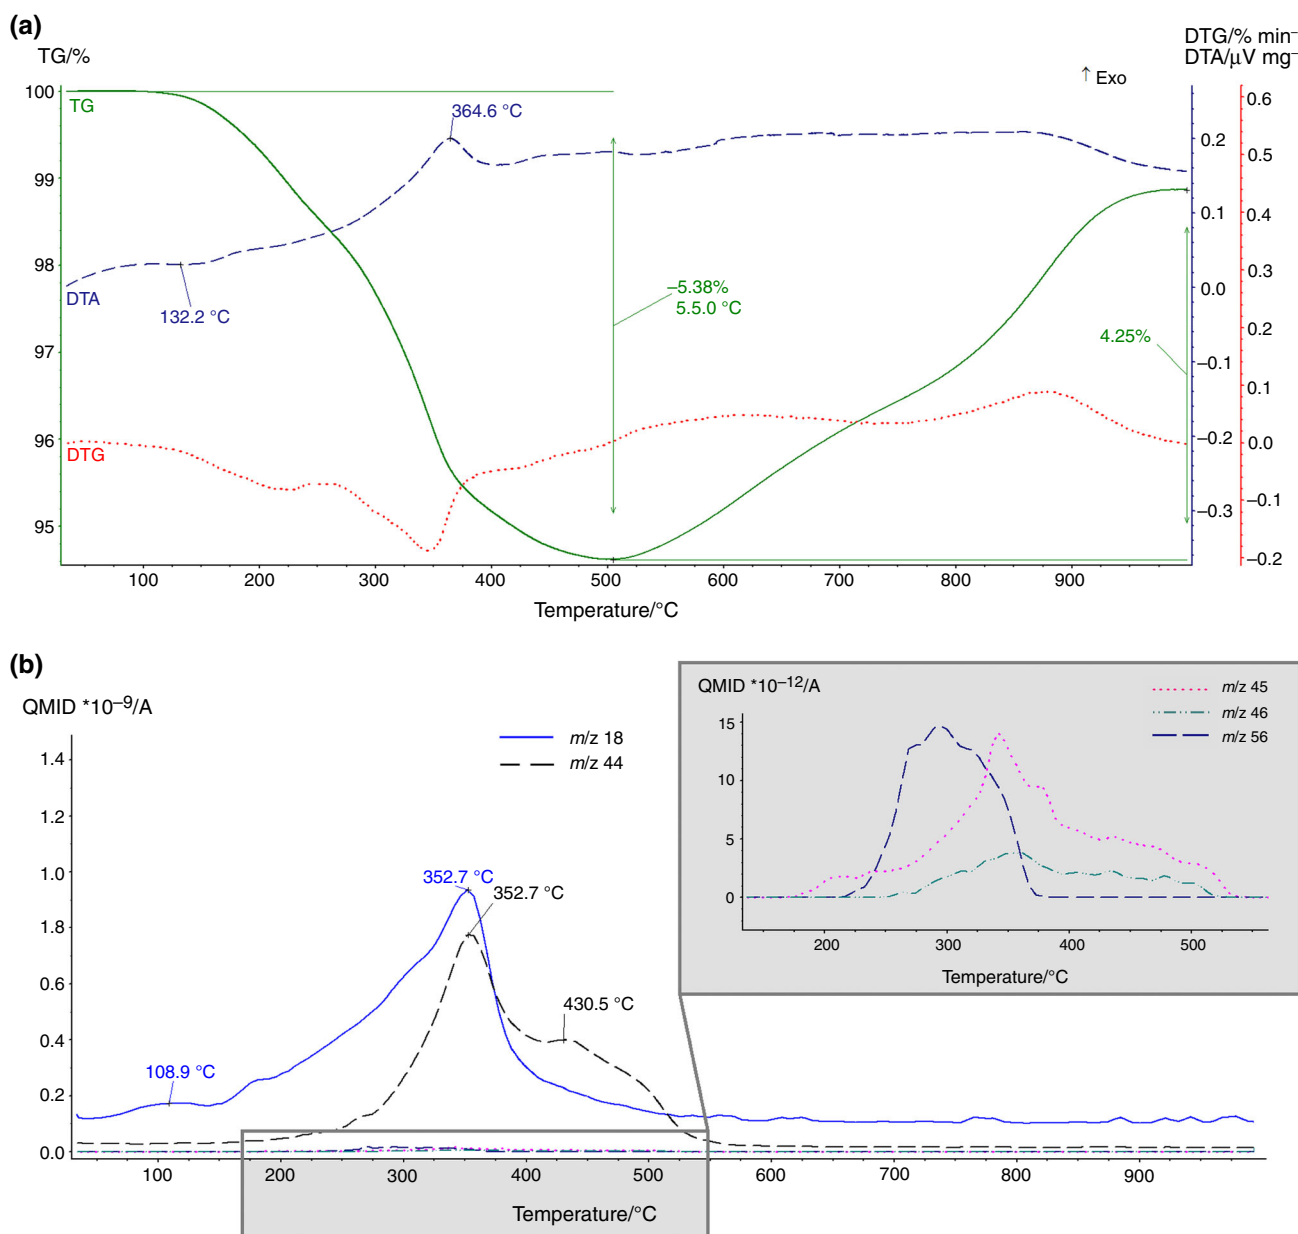 (a)
TG/%
DTG/% min–
DTA/µV mg–
↑ Exo
100
99
98
97
96
95
TG
DTA
DTG
364.6 °C
132.2 °C
–5.38%
5.5.0 °C
4.25%
0.2
0.1
0.0
–0.1
–0.2
–0.3
0.6
0.5
0.4
0.3
0.2
0.1
0.0
–0.1
–0.2
100 200 300 400 500 600 700 800 900
Temperature/°C
(b)
QMID *10–9/A
m/z 18
m/z 44
1.4
1.2
1.0
1.8
0.6
0.4
0.2
0.0
352.7 °C
352.7 °C
430.5 °C
108.9 °C
100 200 300 400 500 600 700 800 900
Temperature/°C
QMID *10–12/A
m/z 45
m/z 46
m/z 56
15
10
5
0
200 300 400 500
Temperature/°C